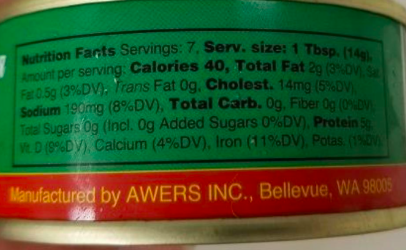 Nutrition Facts Servings: 7, Serv. size: 1 Tbsp. (14g),
Amount per serving: Calories 40, Total Fat 2g (3%DV), Sat.
Fat 0.5g (3%DV), Trans Fat 0g, Cholest. 14mg (5%DV),
Sodium 190mg (8%DV), Total Carb. 0g, Fiber 0g (0%DV),
Total Sugars 0g (Incl. 0g Added Sugars 0%DV), Protein 5g,
Vit. D (9%DV), Calcium (4%DV), Iron (11%DV), Potas. (1%DV)
Manufactured by AWERS INC., Bellevue, WA 98005